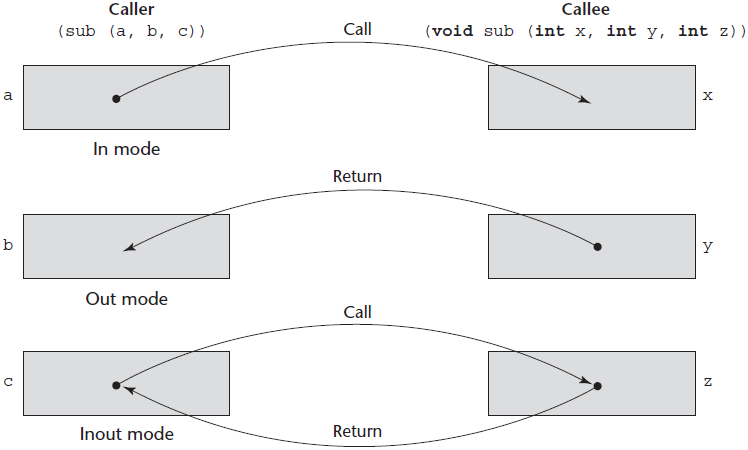 Caller
(sub (a, b, c))
Call
Callee
(void sub (int x, int y, int z))
a
x
In mode
Return
b
y
Out mode
Call
c
z
Inout mode
Return